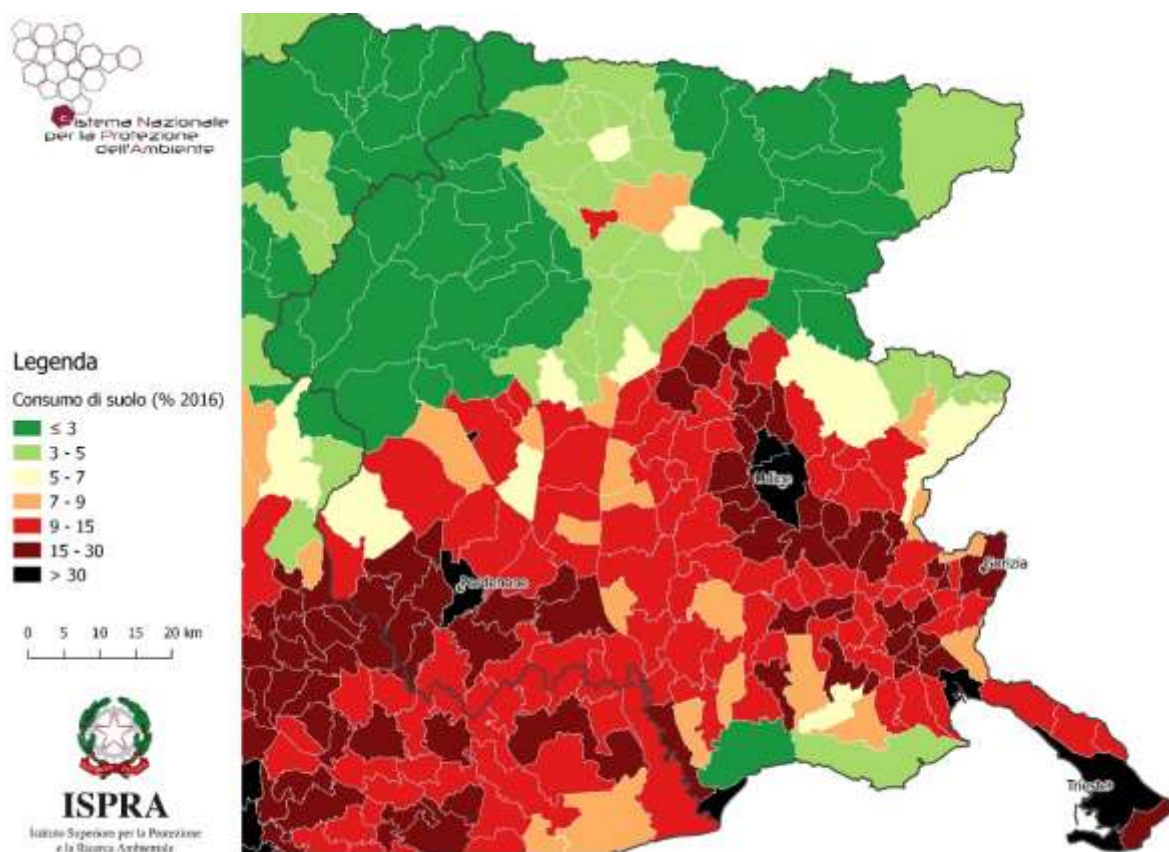 Sistema Nazionale
per la Protezione
dell'Ambiente
Legenda
Consumo di suolo (% 2016)
≤ 3
3 - 5
5 - 7
7 - 9
9 - 15
15 - 30
> 30
0 5 10 15 20 km
ISPRA
Istituto Superiore per la Protezione
e la Ricerca Ambientale
Udine
Pordenone
Gorizia
Trieste